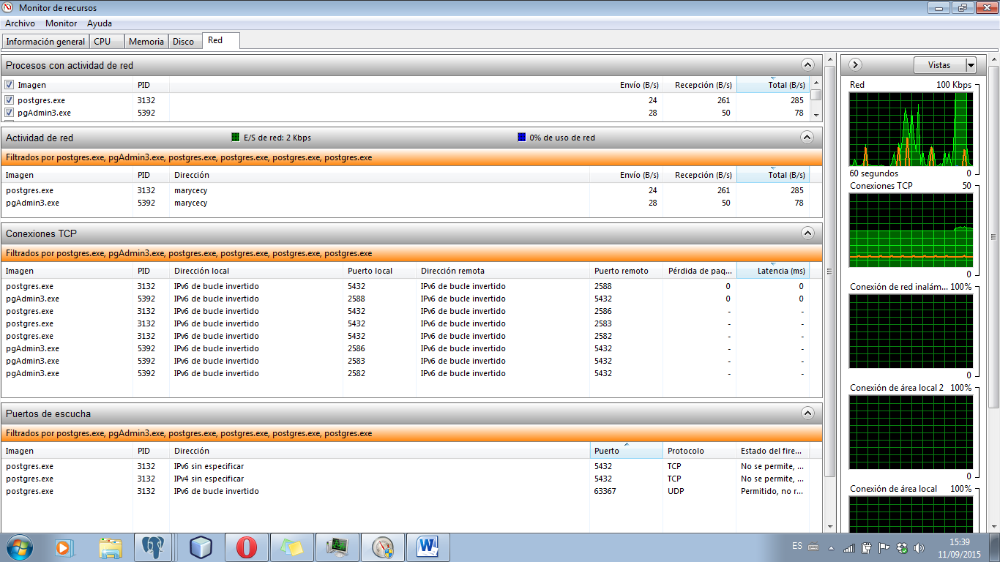 Monitor de recursos
Archivo Monitor Ayuda
Información general CPU Memoria Disco Red
Procesos con actividad de red
Imagen PID Envío (B/s) Recepción (B/s) Total (B/s)
postgres.exe 3132 24 261 285
pgAdmin3.exe 5392 28 50 78
Actividad de red E/S de red: 2 Kbps 0% de uso de red
Filtrados por postgres.exe, pgAdmin3.exe, postgres.exe, postgres.exe, postgres.exe, postgres.exe
Imagen PID Dirección Envío (B/s) Recepción (B/s) Total (B/s)
postgres.exe 3132 marycecy 24 261 285
pgAdmin3.exe 5392 marycecy 28 50 78
Conexiones TCP
Filtrados por postgres.exe, pgAdmin3.exe, postgres.exe, postgres.exe, postgres.exe, postgres.exe
Imagen PID Dirección local Puerto local Dirección remota Puerto remoto Pérdida de paq... Latencia (ms)
postgres.exe 3132 IPv6 de bucle invertido 5432 IPv6 de bucle invertido 2588 0 0
pgAdmin3.exe 5392 IPv6 de bucle invertido 2588 IPv6 de bucle invertido 5432 0 0
postgres.exe 3132 IPv6 de bucle invertido 5432 IPv6 de bucle invertido 2586 - -
postgres.exe 3132 IPv6 de bucle invertido 5432 IPv6 de bucle invertido 2583 - -
postgres.exe 3132 IPv6 de bucle invertido 5432 IPv6 de bucle invertido 2582 - -
pgAdmin3.exe 5392 IPv6 de bucle invertido 2586 IPv6 de bucle invertido 5432 - -
pgAdmin3.exe 5392 IPv6 de bucle invertido 2583 IPv6 de bucle invertido 5432 - -
pgAdmin3.exe 5392 IPv6 de bucle invertido 2582 IPv6 de bucle invertido 5432 - -
Puertos de escucha
Filtrados por postgres.exe, pgAdmin3.exe, postgres.exe, postgres.exe, postgres.exe, postgres.exe
Imagen PID Dirección Puerto Protocolo Estado del fire...
postgres.exe 3132 IPv6 sin especificar 5432 TCP No se permite, ...
postgres.exe 3132 IPv4 sin especificar 5432 TCP No se permite, ...
postgres.exe 3132 IPv6 de bucle invertido 63367 UDP Permitido, no r...
Vistas
Red 100 Kbps
60 segundos 0
Conexiones TCP 50
0
Conexión de red inalám... 100%
0
Conexión de área local 2 100%
0
Conexión de área local 100%
ES 15:39
11/09/2015